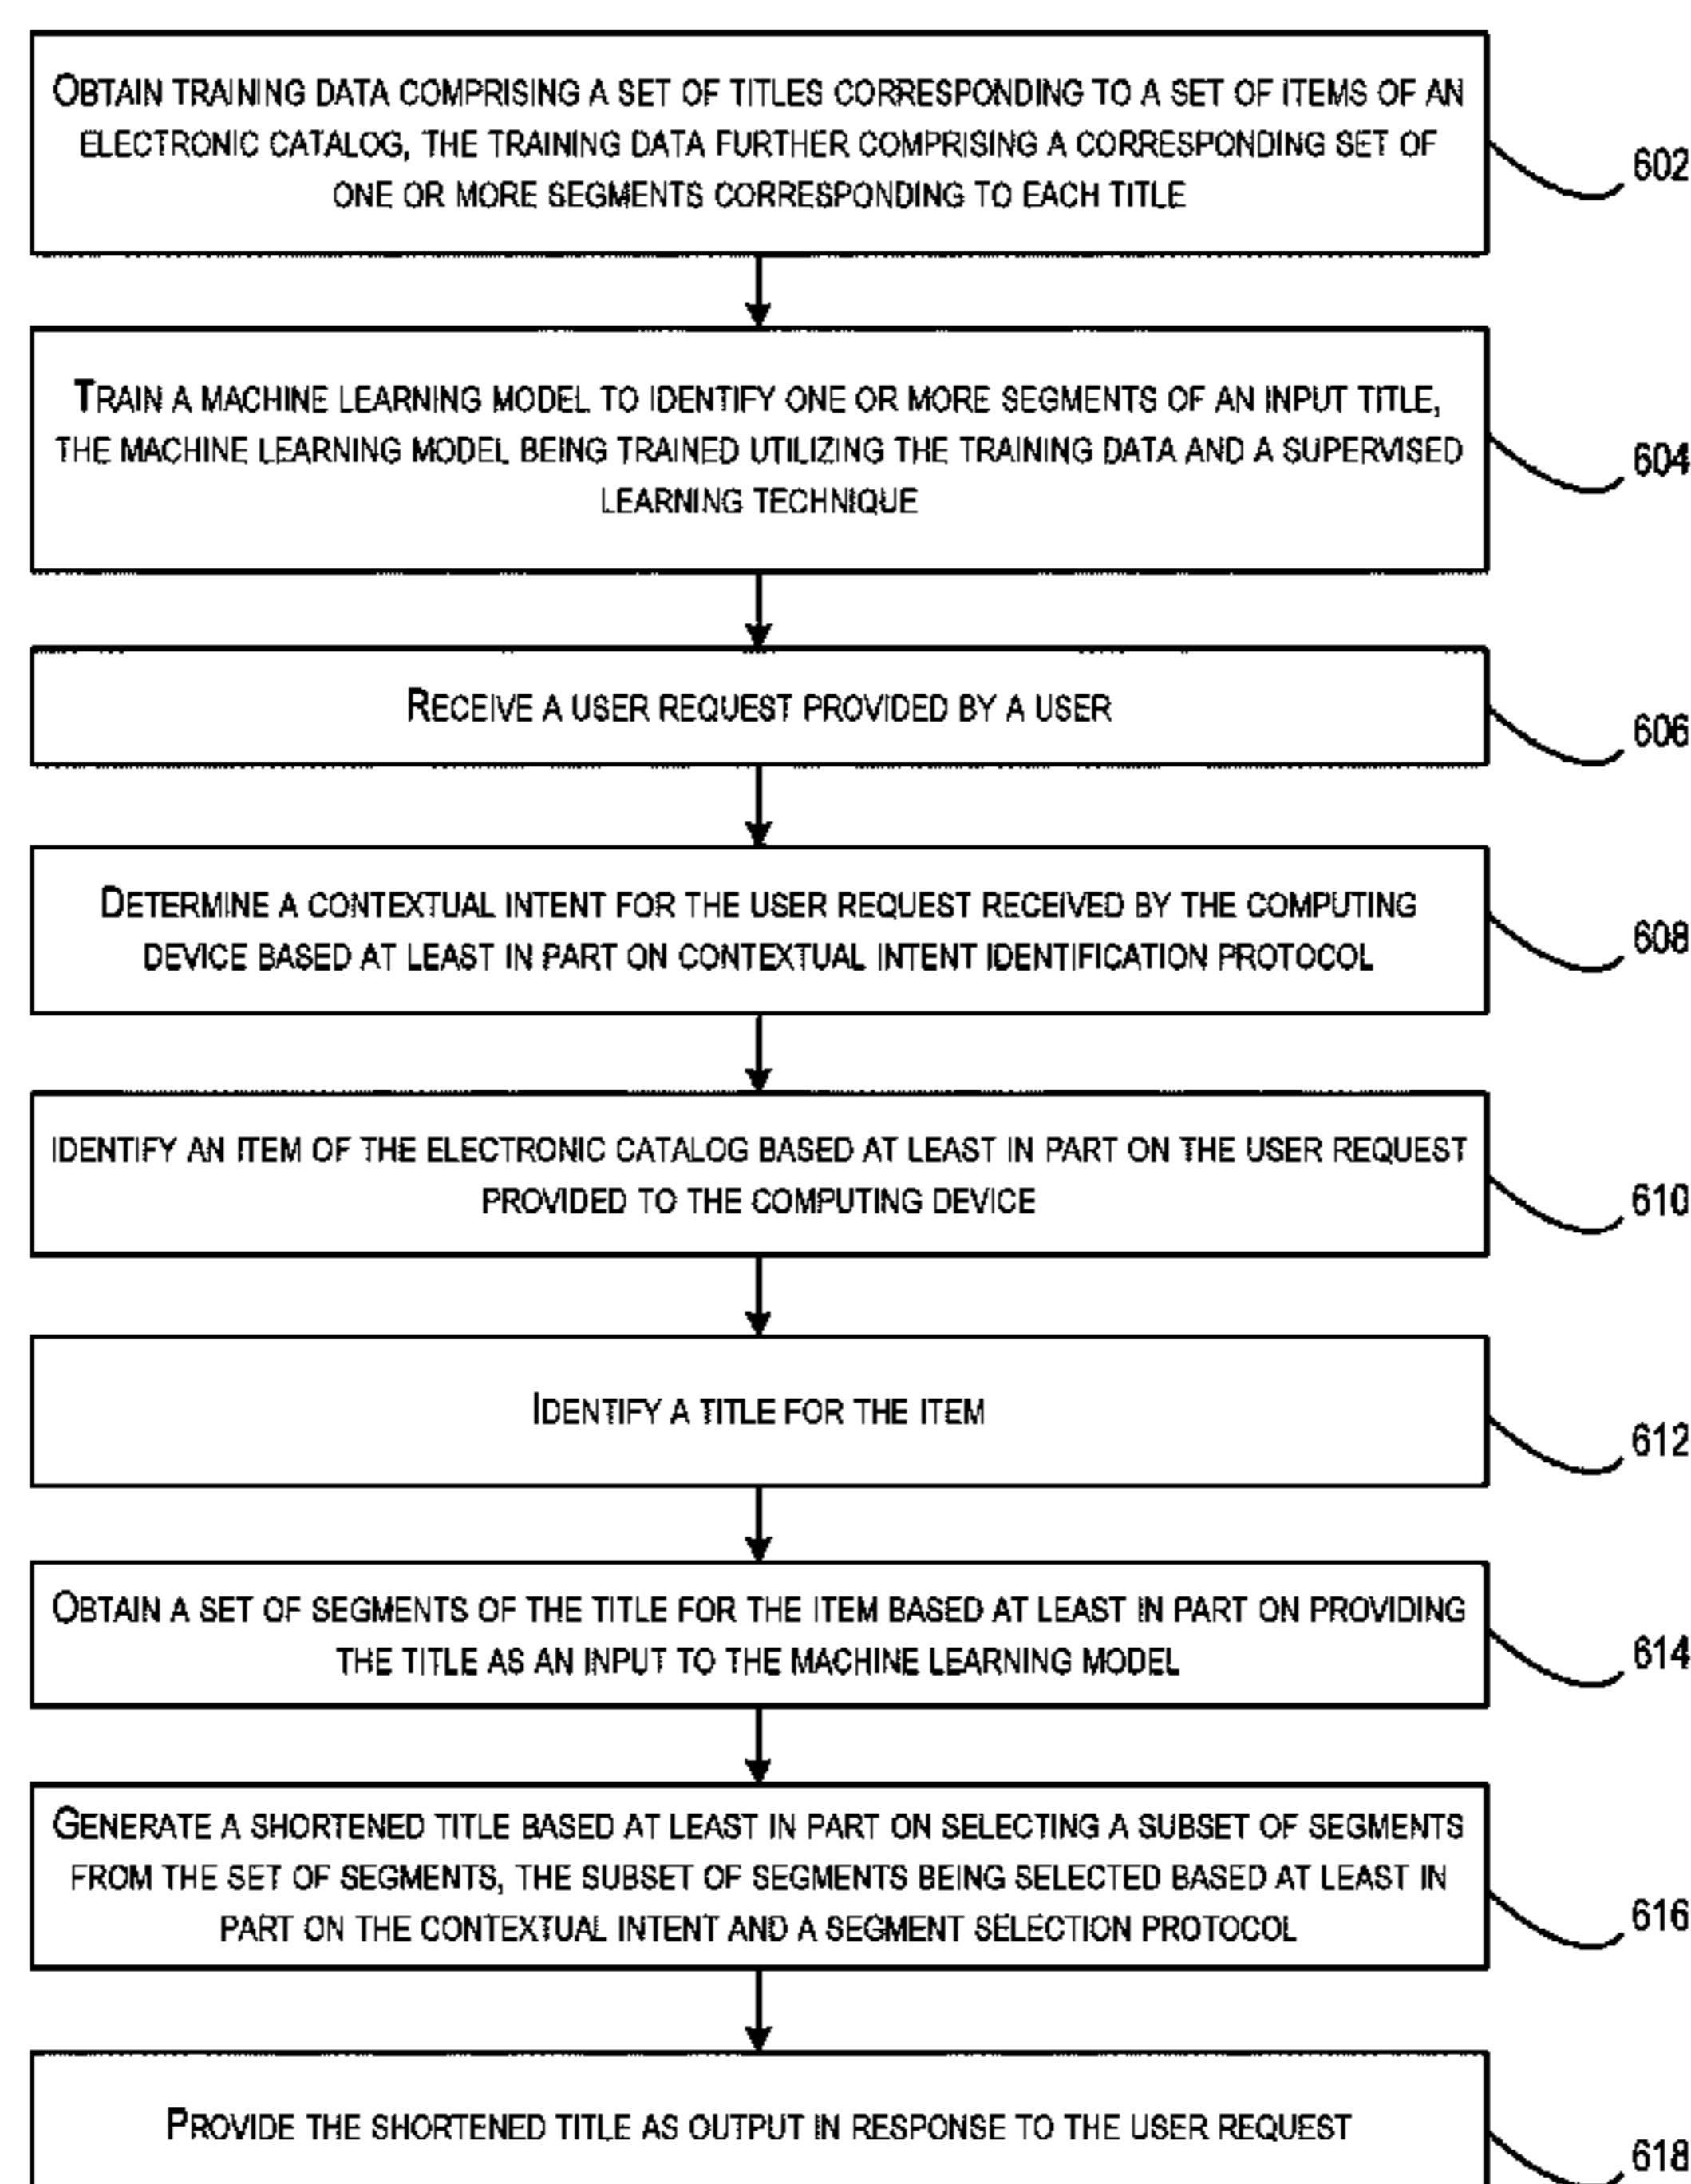 OBTAIN TRAINING DATA COMPRISING A SET OF TITLES CORRESPONDING TO A SET OF ITEMS OF AN
ELECTRONIC CATALOG, THE TRAINING DATA FURTHER COMPRISING A CORRESPONDING SET OF
ONE OR MORE SEGMENTS CORRESPONDING TO EACH TITLE
602
TRAIN A MACHINE LEARNING MODEL TO IDENTIFY ONE OR MORE SEGMENTS OF AN INPUT TITLE,
THE MACHINE LEARNING MODEL BEING TRAINED UTILIZING THE TRAINING DATA AND A SUPERVISED
LEARNING TECHNIQUE
604
RECEIVE A USER REQUEST PROVIDED BY A USER
606
DETERMINE A CONTEXTUAL INTENT FOR THE USER REQUEST RECEIVED BY THE COMPUTING
DEVICE BASED AT LEAST IN PART ON CONTEXTUAL INTENT IDENTIFICATION PROTOCOL
608
IDENTIFY AN ITEM OF THE ELECTRONIC CATALOG BASED AT LEAST IN PART ON THE USER REQUEST
PROVIDED TO THE COMPUTING DEVICE
610
IDENTIFY A TITLE FOR THE ITEM
612
OBTAIN A SET OF SEGMENTS OF THE TITLE FOR THE ITEM BASED AT LEAST IN PART ON PROVIDING
THE TITLE AS AN INPUT TO THE MACHINE LEARNING MODEL
614
GENERATE A SHORTENED TITLE BASED AT LEAST IN PART ON SELECTING A SUBSET OF SEGMENTS
FROM THE SET OF SEGMENTS, THE SUBSET OF SEGMENTS BEING SELECTED BASED AT LEAST IN
PART ON THE CONTEXTUAL INTENT AND A SEGMENT SELECTION PROTOCOL
616
PROVIDE THE SHORTENED TITLE AS OUTPUT IN RESPONSE TO THE USER REQUEST
618